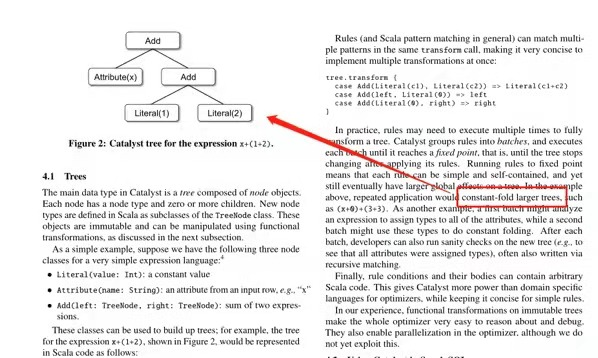 Add
Attribute(x)
Add
Literal(1)
Literal(2)
Figure 2: Catalyst tree for the expression x+(1+2).
4.1 Trees
The main data type in Catalyst is a tree composed of node objects.
Each node has a node type and zero or more children. New node
types are defined in Scala as subclasses of the TreeNode class. These
objects are immutable and can be manipulated using functional
transformations, as discussed in the next subsection.
As a simple example, suppose we have the following three node
classes for a very simple expression language:4
• Literal(value: Int): a constant value
• Attribute(name: String): an attribute from an input row, e.g., “x”
• Add(left: TreeNode, right: TreeNode): sum of two expres-
sions.
These classes can be used to build up trees; for example, the tree
for the expression x+(1+2), shown in Figure 2, would be represented
in Scala code as follows:
Rules (and Scala pattern matching in general) can match multi-
ple patterns in the same transform call, making it very concise to
implement multiple transformations at once:
tree.transform {
case Add(Literal(c1), Literal(c2)) => Literal(c1+c2)
case Add(left, Literal(0)) => left
case Add(Literal(0), right) => right
}
In practice, rules may need to execute multiple times to fully
transform a tree. Catalyst groups rules into batches, and executes
each batch until it reaches a fixed point, that is, until the tree stops
changing after applying its rules. Running rules to fixed point
means that each rule can be simple and self-contained, and yet
still eventually have larger global effects on a tree. In the example
above, repeated application would constant-fold larger trees, such
as (x+0)+(3+3). As another example, a first batch might analyze
an expression to assign types to all of the attributes, while a second
batch might use these types to do constant folding. After each
batch, developers can also run sanity checks on the new tree (e.g., to
see that all attributes were assigned types), often also written via
recursive matching.
Finally, rule conditions and their bodies can contain arbitrary
Scala code. This gives Catalyst more power than domain specific
languages for optimizers, while keeping it concise for simple rules.
In our experience, functional transformations on immutable trees
make the whole optimizer very easy to reason about and debug.
They also enable parallelization in the optimizer, although we do
not yet exploit this.